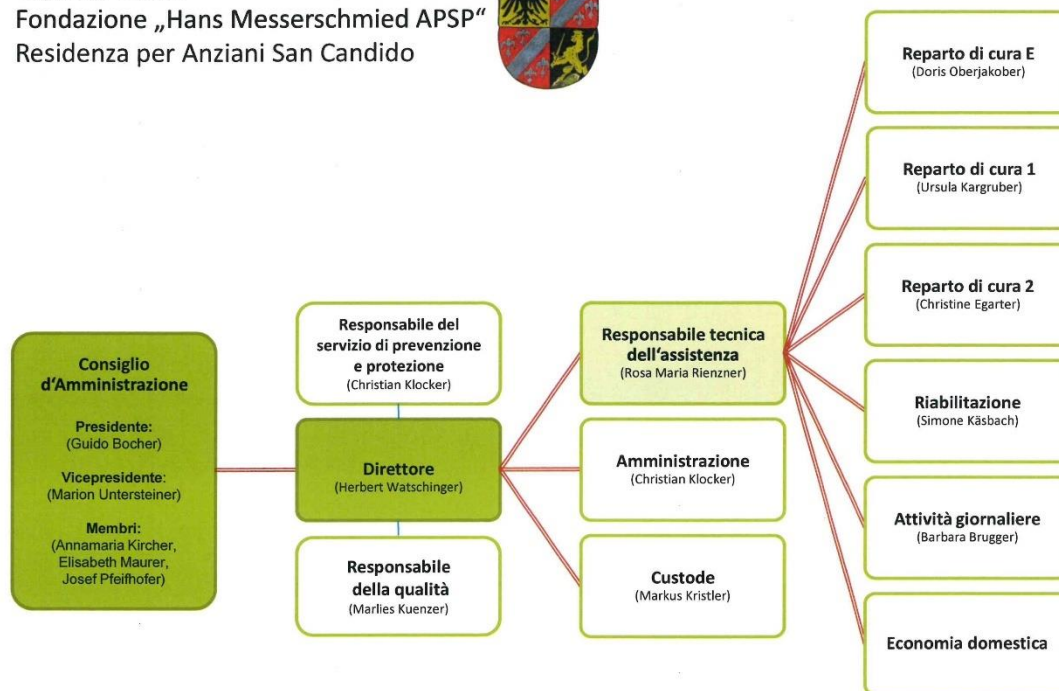 Fondazione „Hans Messerschmied APSP“
Residenza per Anziani San Candido
Consiglio
d‘Amministrazione
Presidente:
(Guido Bocher)
Vicepresidente:
(Marion Untersteiner)
Membri:
(Annamaria Kircher,
Elisabeth Maurer,
Josef Pfeifhofer)
Responsabile del
servizio di prevenzione
e protezione
(Christian Klocker)
Direttore
(Herbert Watschinger)
Responsabile
della qualità
(Marlies Kuenzer)
Responsabile tecnica
dell‘assistenza
(Rosa Maria Rienzner)
Amministrazione
(Christian Klocker)
Custode
(Markus Kristler)
Reparto di cura E
(Doris Oberjakober)
Reparto di cura 1
(Ursula Kargruber)
Reparto di cura 2
(Christine Egarter)
Riabilitazione
(Simone Käsbach)
Attività giornaliere
(Barbara Brugger)
Economia domestica